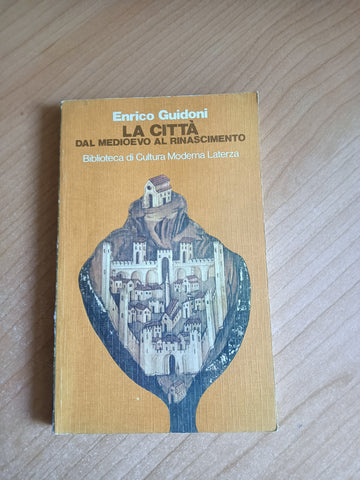 Enrico Guidoni
LA CITTÀ
DAL MEDIOEVO AL RINASCIMENTO
Biblioteca di Cultura Moderna Laterza